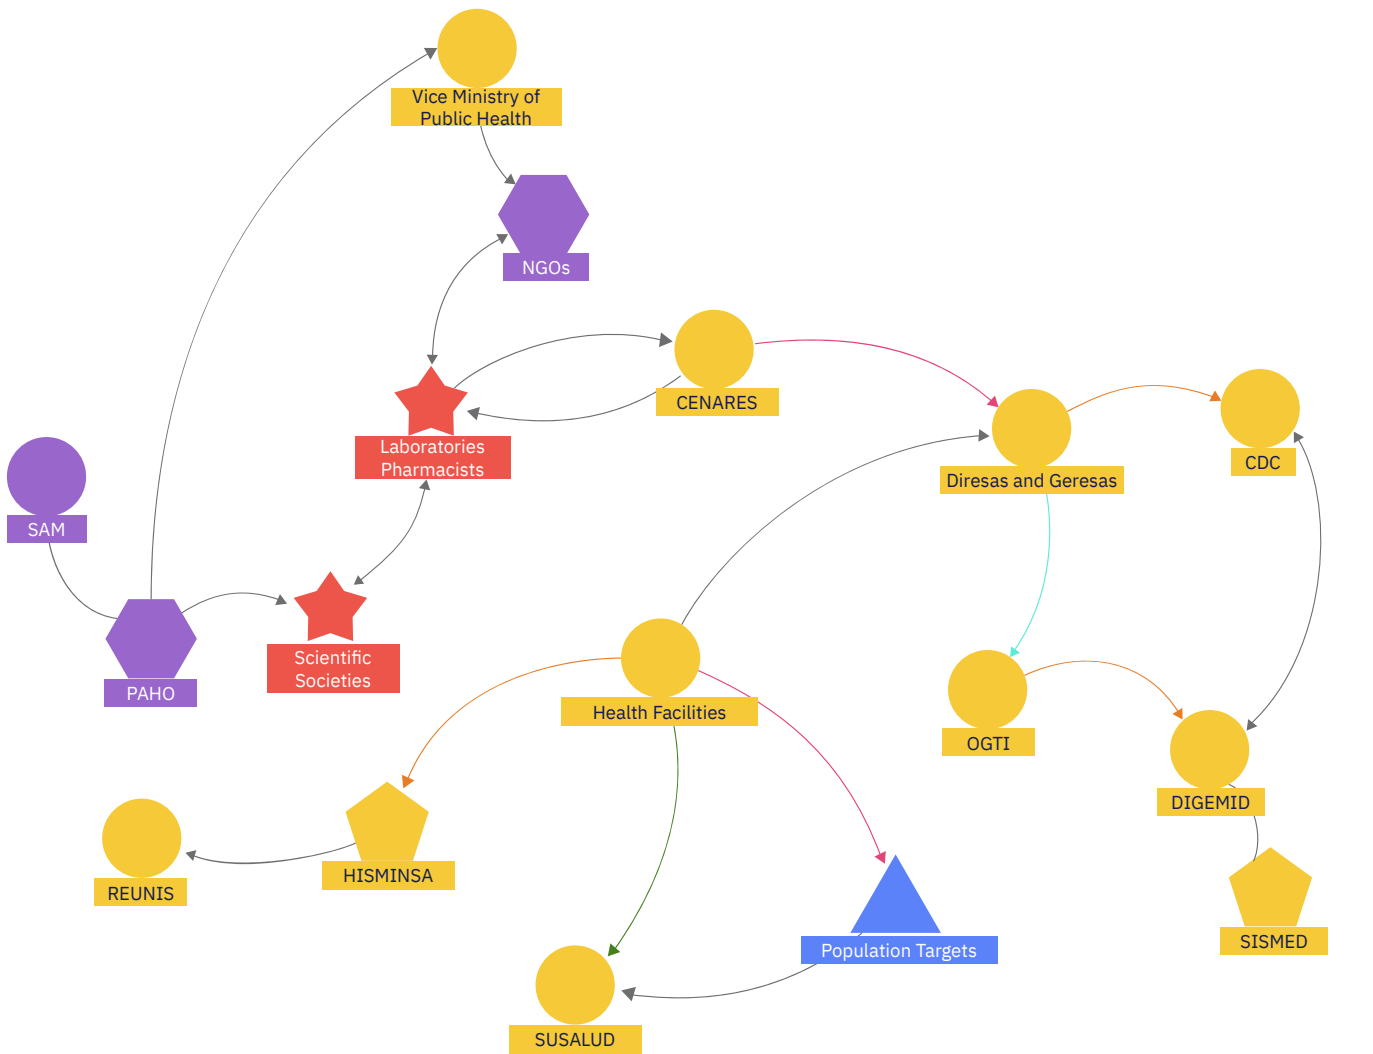 Vice Ministry of
Public Health
NGOs
CENARES
Laboratories
Pharmacists
Diresas and Geresas
CDC
SAM
Scientific
Societies
PAHO
Health Facilities
OGTI
DIGEMID
HISMINSA
REUNIS
SISMED
Population Targets
SUSALUD